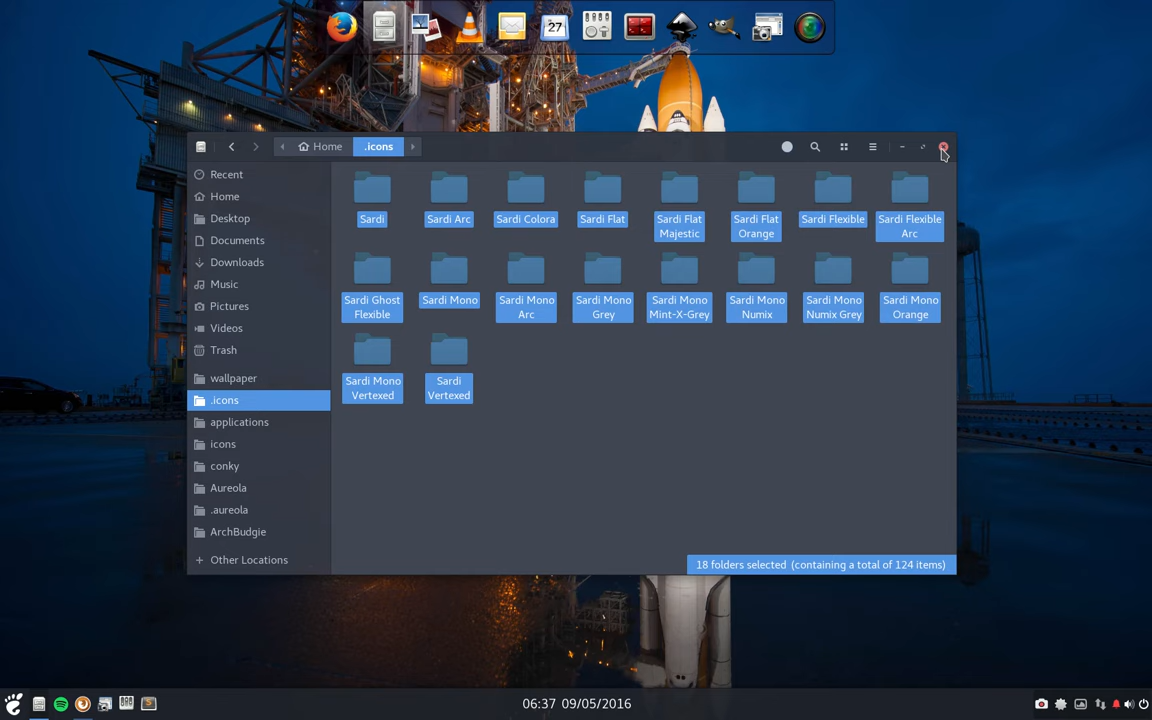 27
Home
.icons
Recent
Home
Desktop
Documents
Downloads
Music
Pictures
Videos
Trash
wallpaper
.icons
applications
icons
conky
Aureola
.aureola
ArchBudgie
Other Locations
Sardi
Sardi Arc
Sardi Colora
Sardi Flat
Sardi Flat
Majestic
Sardi Flat
Orange
Sardi Flexible
Sardi Flexible
Arc
Sardi Ghost
Flexible
Sardi Mono
Sardi Mono
Arc
Sardi Mono
Grey
Sardi Mono
Mint-X-Grey
Sardi Mono
Numix
Sardi Mono
Numix Grey
Sardi Mono
Orange
Sardi Mono
Vertexed
Sardi
Vertexed
18 folders selected (containing a total of 124 items)
06:37 09/05/2016